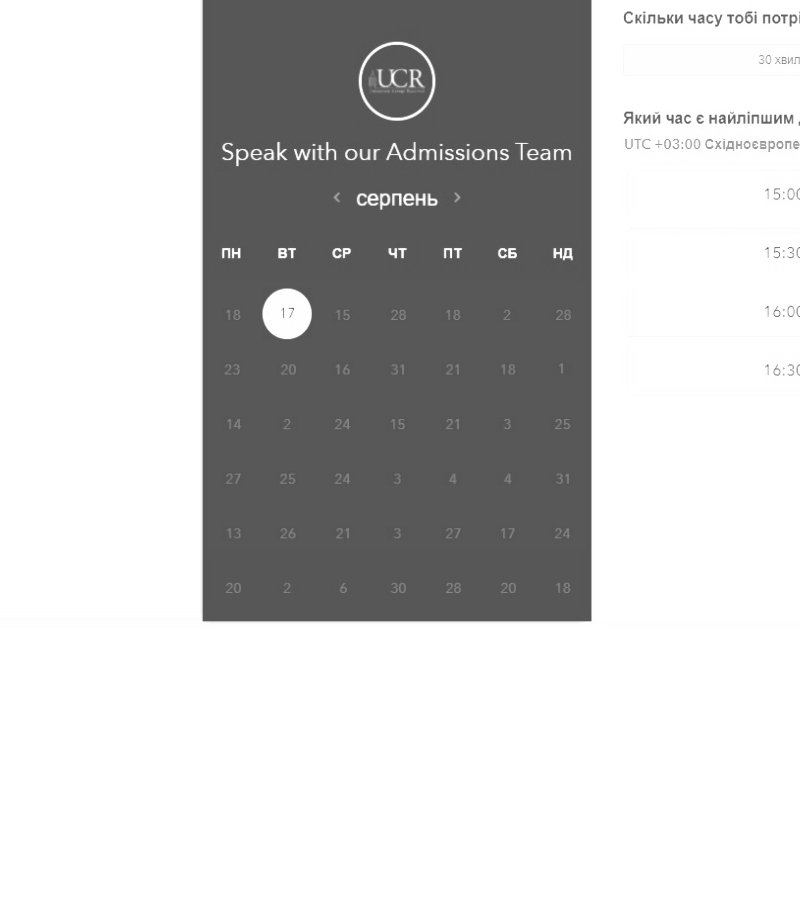 UCR
Speak with our Admissions Team
< серпень >
ПН ВТ СР ЧТ ПТ СБ НД
18 17 15 28 18 2 28
23 20 16 31 21 18 1
14 2 24 15 21 3 25
27 25 24 3 4 4 31
13 26 21 3 27 17 24
20 2 6 30 28 20 18
Скільки часу тобі потрі
30 хвил
Який час є найліпшим
UTC +03:00 Східноєвропе
15:00
15:30
16:00
16:30